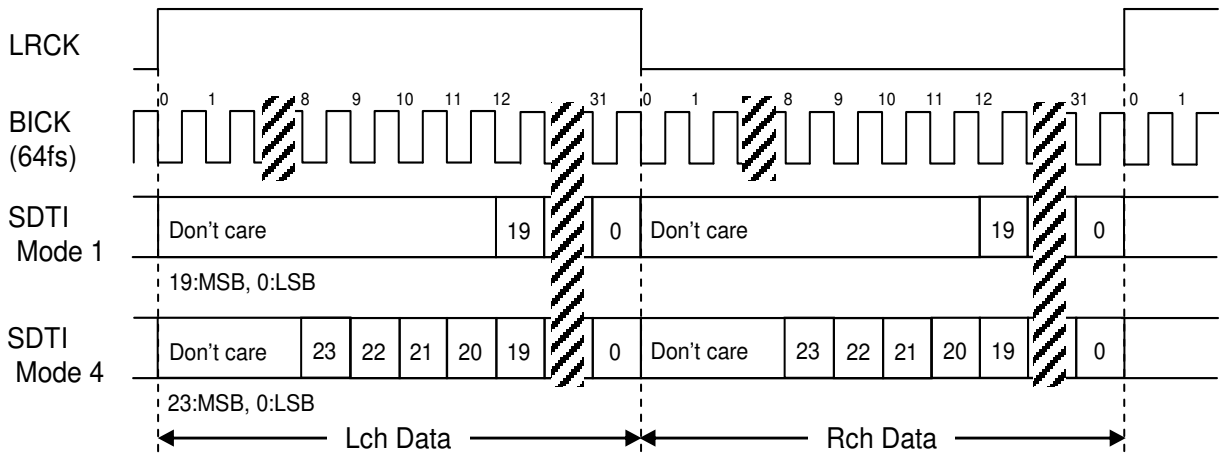 LRCK
0 1 8 9 10 11 12 31 0 1 8 9 10 11 12 31 0 1
BICK
(64fs)
SDTI
Mode 1
Don't care 19 0 Don't care 19 0
19:MSB, 0:LSB
SDTI
Mode 4
Don't care 23 22 21 20 19 0 Don't care 23 22 21 20 19 0
23:MSB, 0:LSB
Lch Data Rch Data